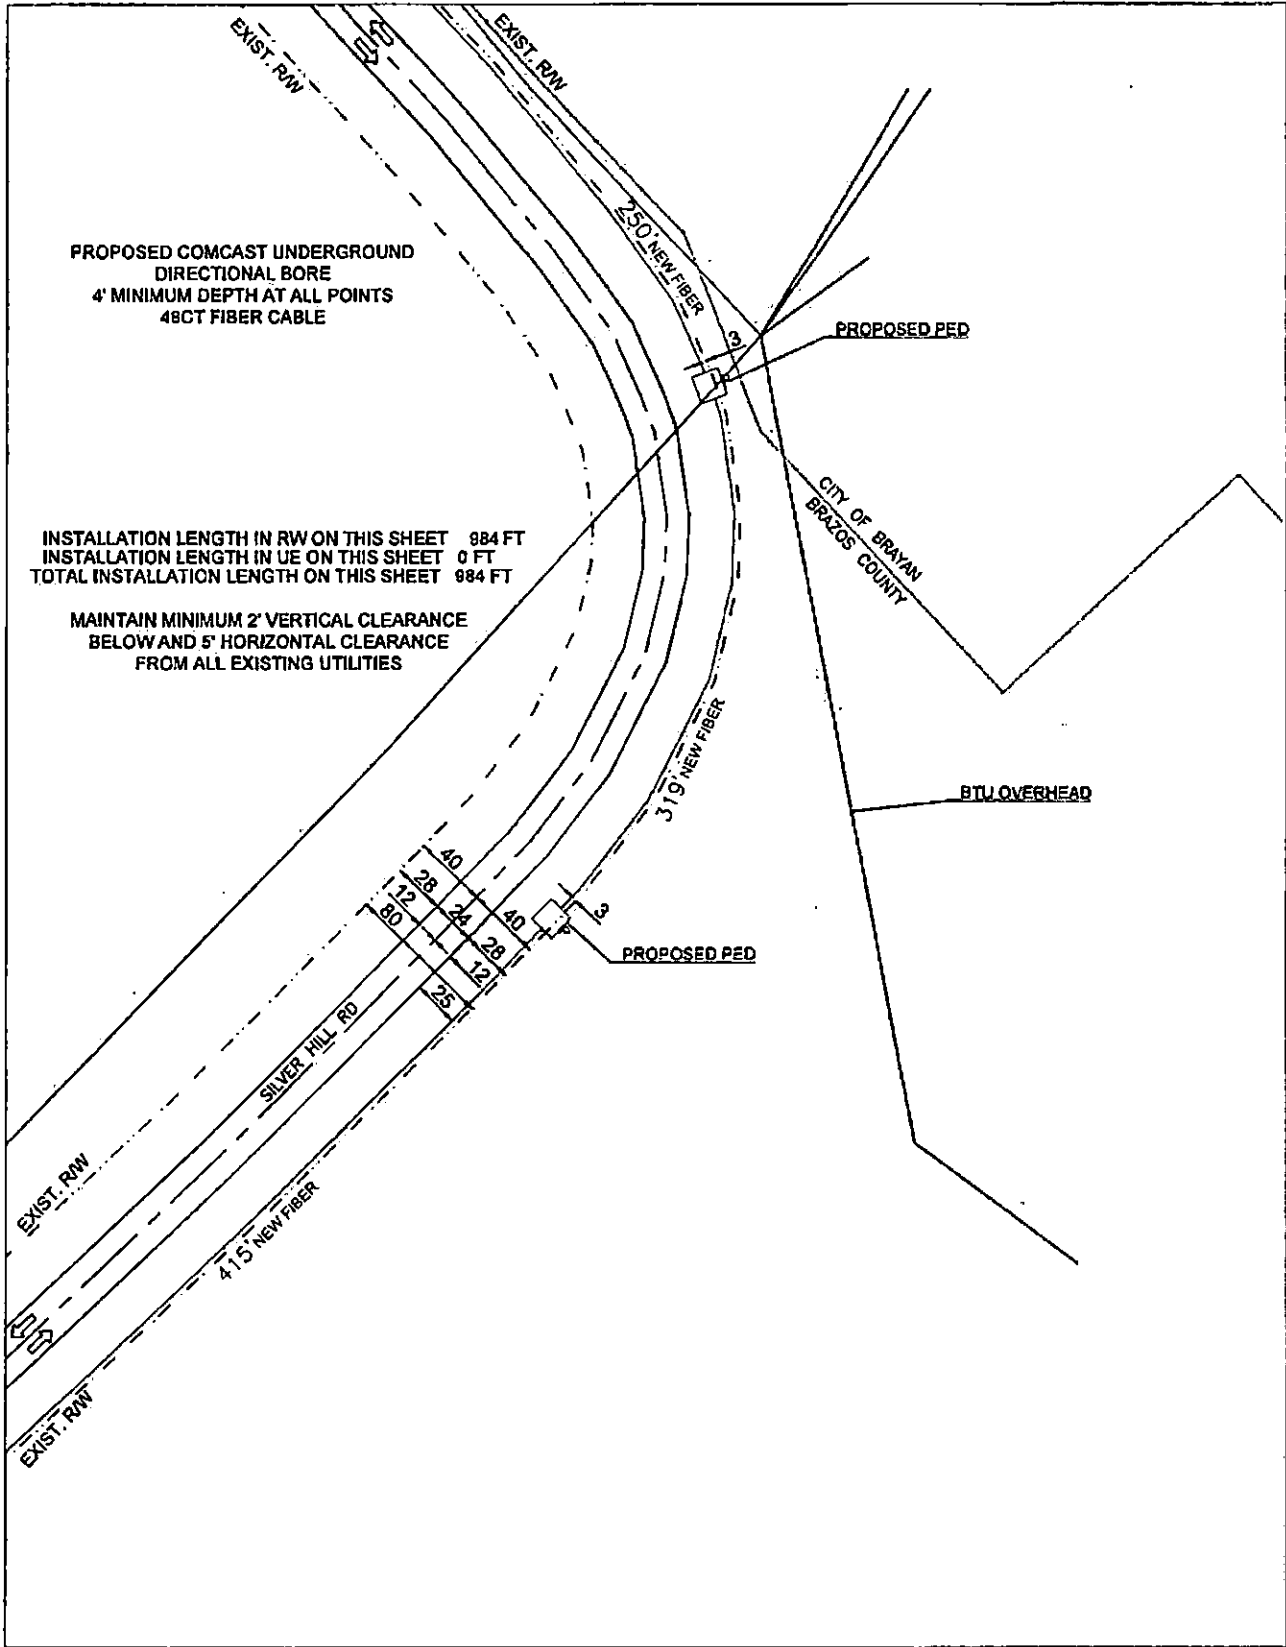 EXIST. R/W
EXIST. R/W
PROPOSED COMCAST UNDERGROUND
DIRECTIONAL BORE
4' MINIMUM DEPTH AT ALL POINTS
48CT FIBER CABLE
250' NEW FIBER
3
PROPOSED PED
CITY OF BRAYAN
BRAZOS COUNTY
INSTALLATION LENGTH IN RW ON THIS SHEET 984 FT
INSTALLATION LENGTH IN UE ON THIS SHEET 0 FT
TOTAL INSTALLATION LENGTH ON THIS SHEET 984 FT
MAINTAIN MINIMUM 2' VERTICAL CLEARANCE
BELOW AND 5' HORIZONTAL CLEARANCE
FROM ALL EXISTING UTILITIES
319' NEW FIBER
BTU OVERHEAD
40
40
28
24
28
12
12
80
25
3
PROPOSED PED
SILVER HILL RD
EXIST. R/W
415' NEW FIBER
EXIST. R/W